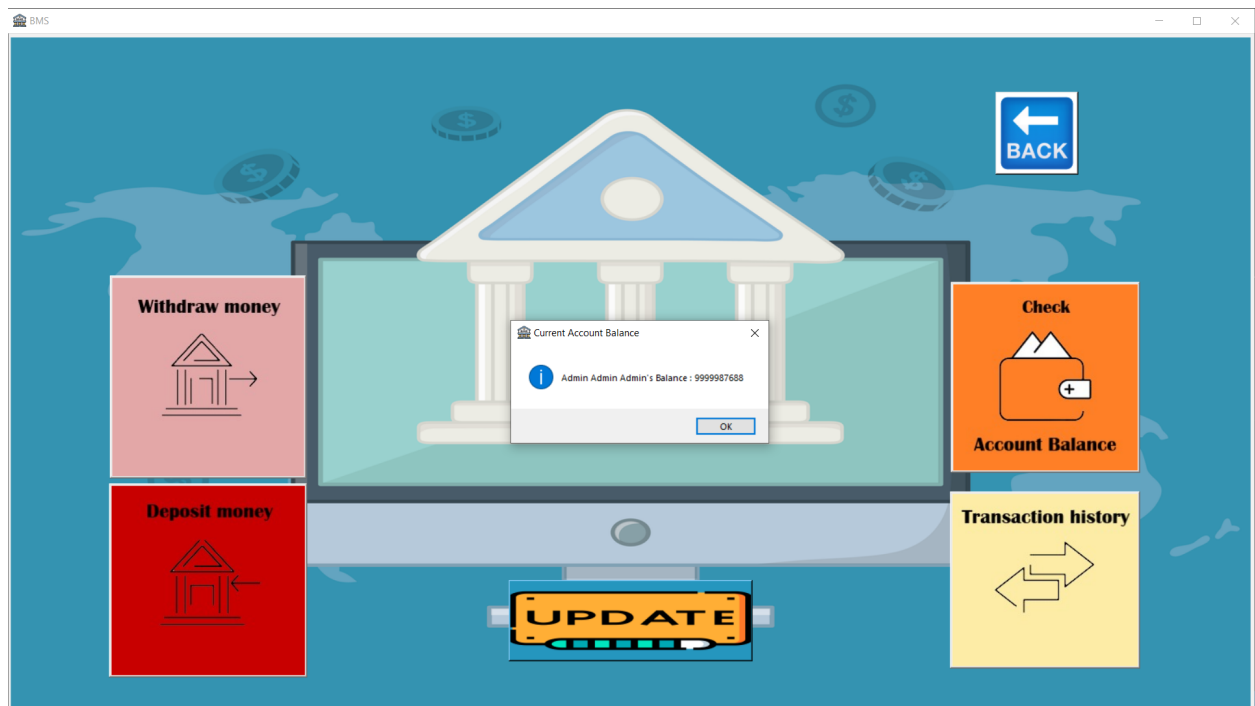 BMS
BACK
Withdraw money
Check
Account Balance
Current Account Balance
Admin Admin Admin's Balance : 9999987688
OK
Deposit money
Transaction history
UPDATE